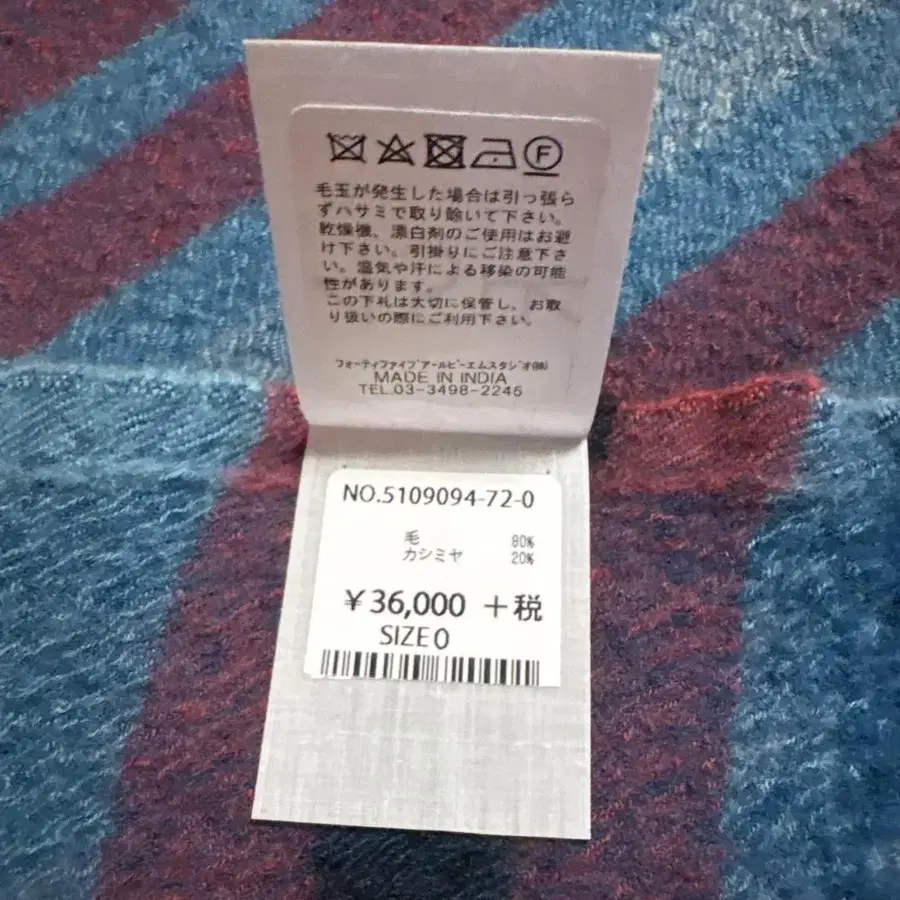 F
毛玉が発生した場合は引っ張ら
ずハサミで取り除いて下さい。
乾燥機、漂白剤のご使用はお避
け下さい。引掛りにご注意下さ
い。湿気や汗による移染の可能
性があります。
この下札は大切に保管し、お取
り扱いの際にご利用下さい。
フォーティファイブアールピーエムスタジオ㈱
MADE IN INDIA
TEL.03-3498-2245
NO.5109094-72-0
毛 80%
カシミヤ 20%
¥36,000 +税
SIZE 0